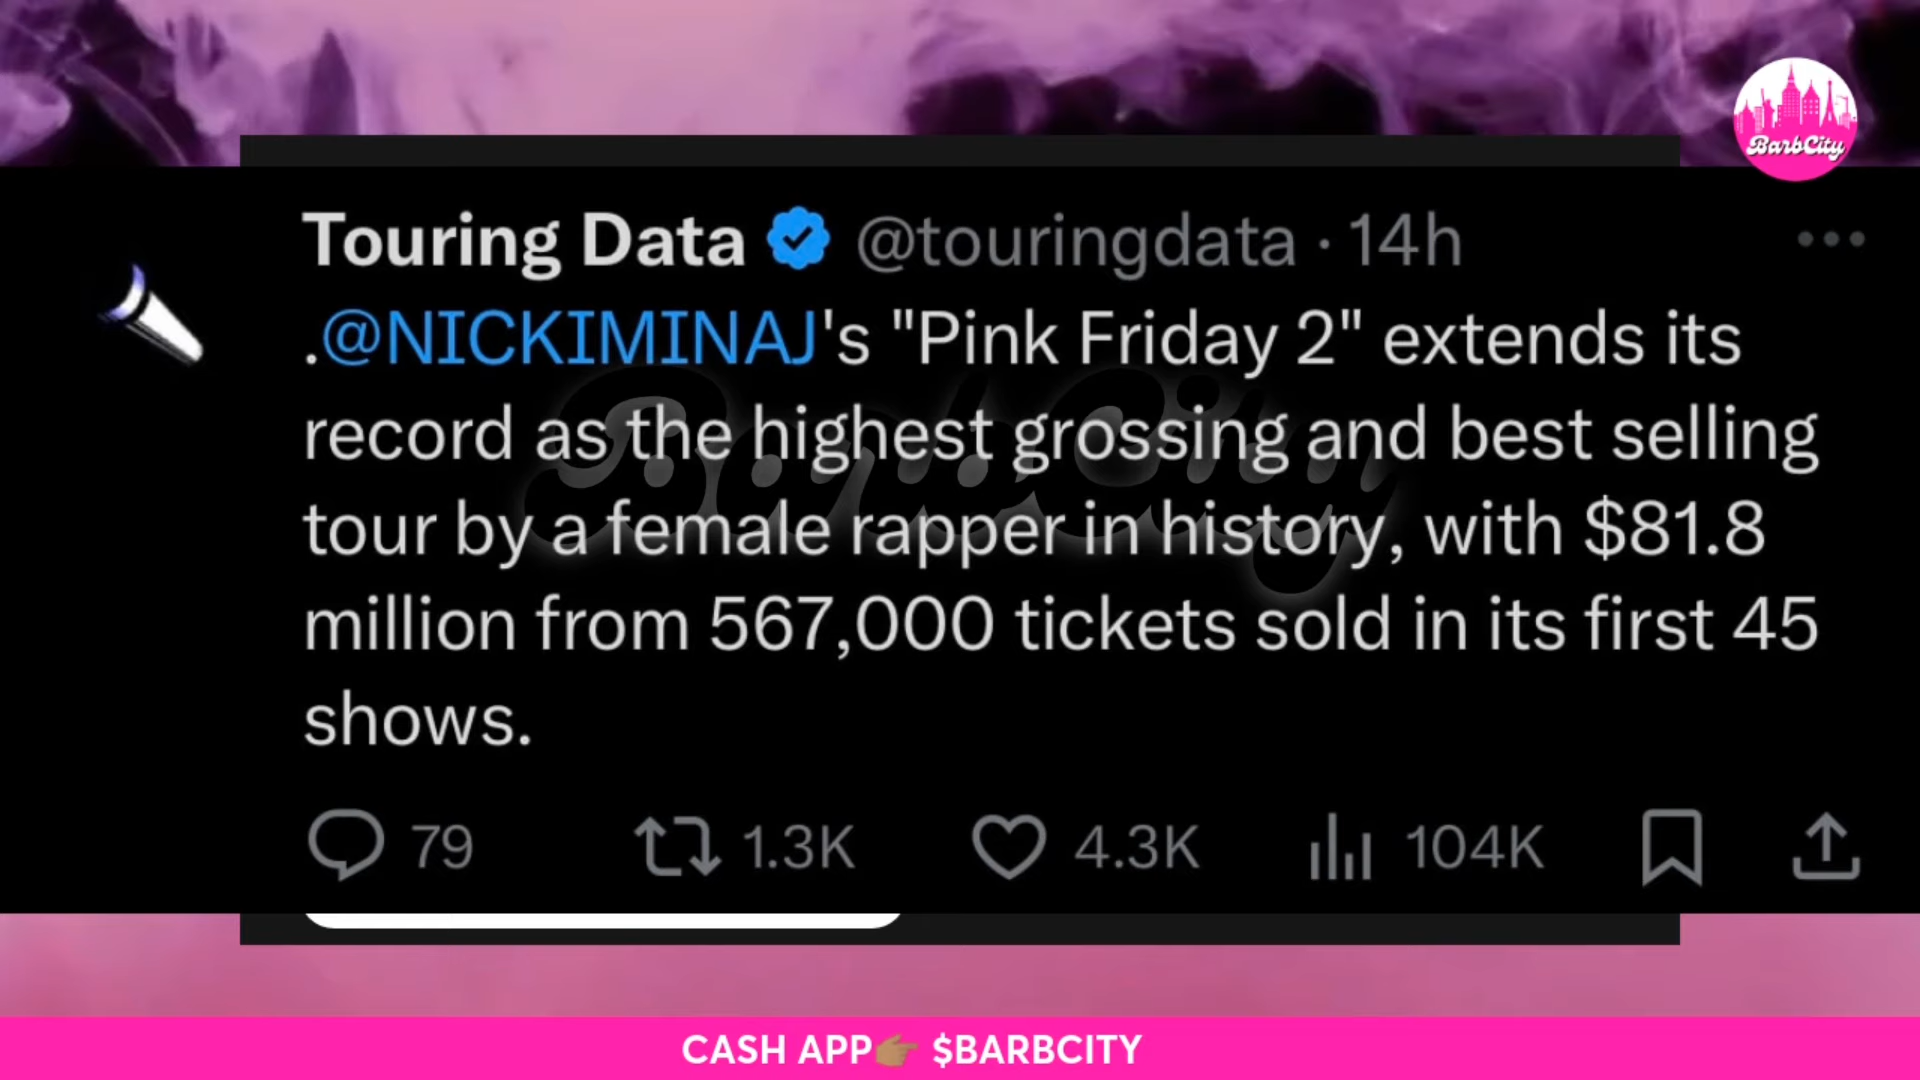 BarbCity
Touring Data @touringdata · 14h
.@NICKIMINAJ's "Pink Friday 2" extends its
record as the highest grossing and best selling
tour by a female rapper in history, with $81.8
million from 567,000 tickets sold in its first 45
shows.
BarbCity
79 1.3K 4.3K 104K
CASH APP👉🏽 $BARBCITY